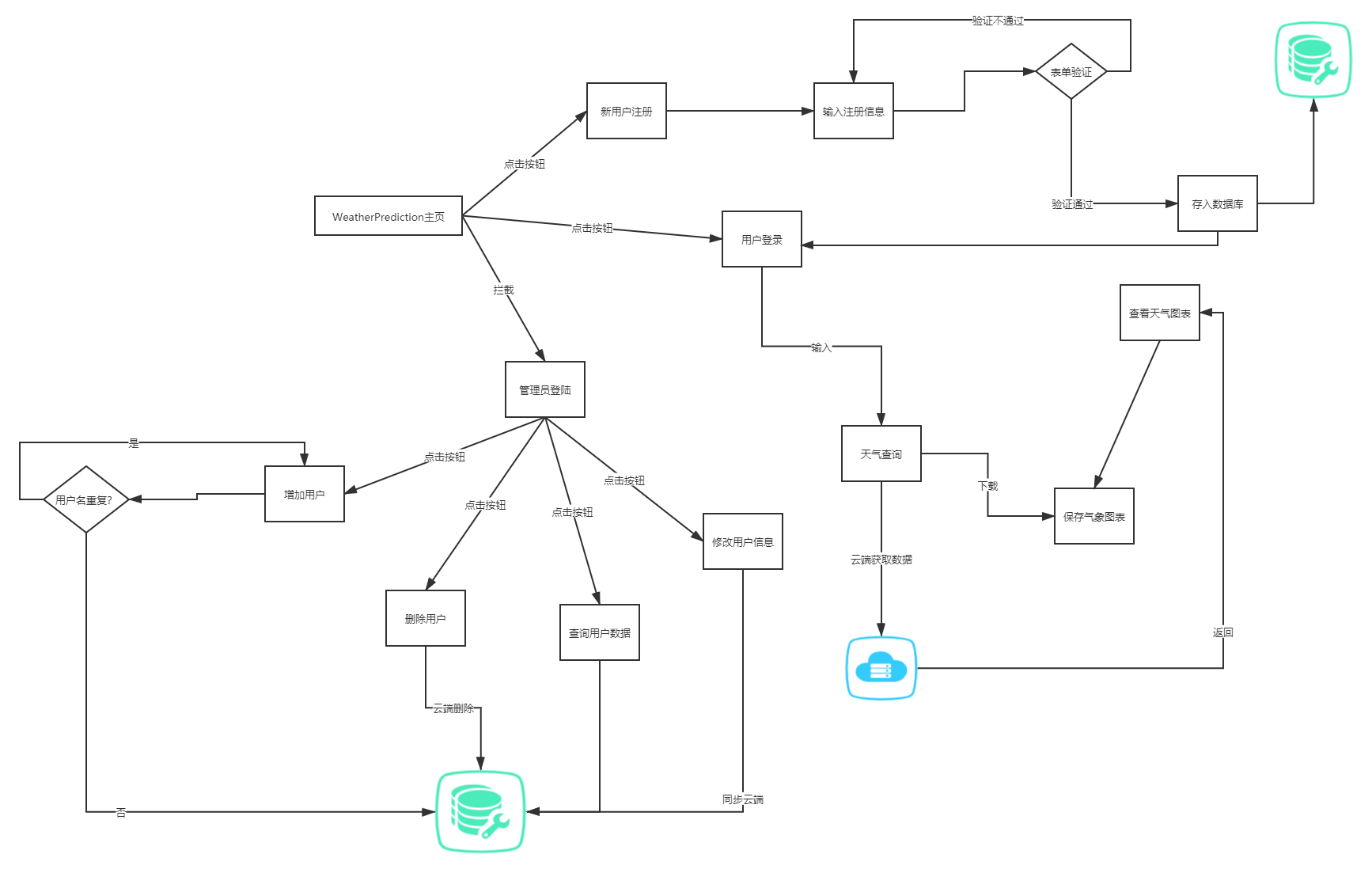 验证不通过
表单验证
新用户注册
输入注册信息
点击按钮
WeatherPrediction主页
验证通过
存入数据库
点击按钮
用户登录
拦截
查看天气图表
输入
管理员登陆
是
点击按钮
天气查询
点击按钮
下载
用户名重复?
增加用户
点击按钮
点击按钮
保存气象图表
修改用户信息
云端获取数据
删除用户
查询用户数据
返回
云端删除
同步云端
否